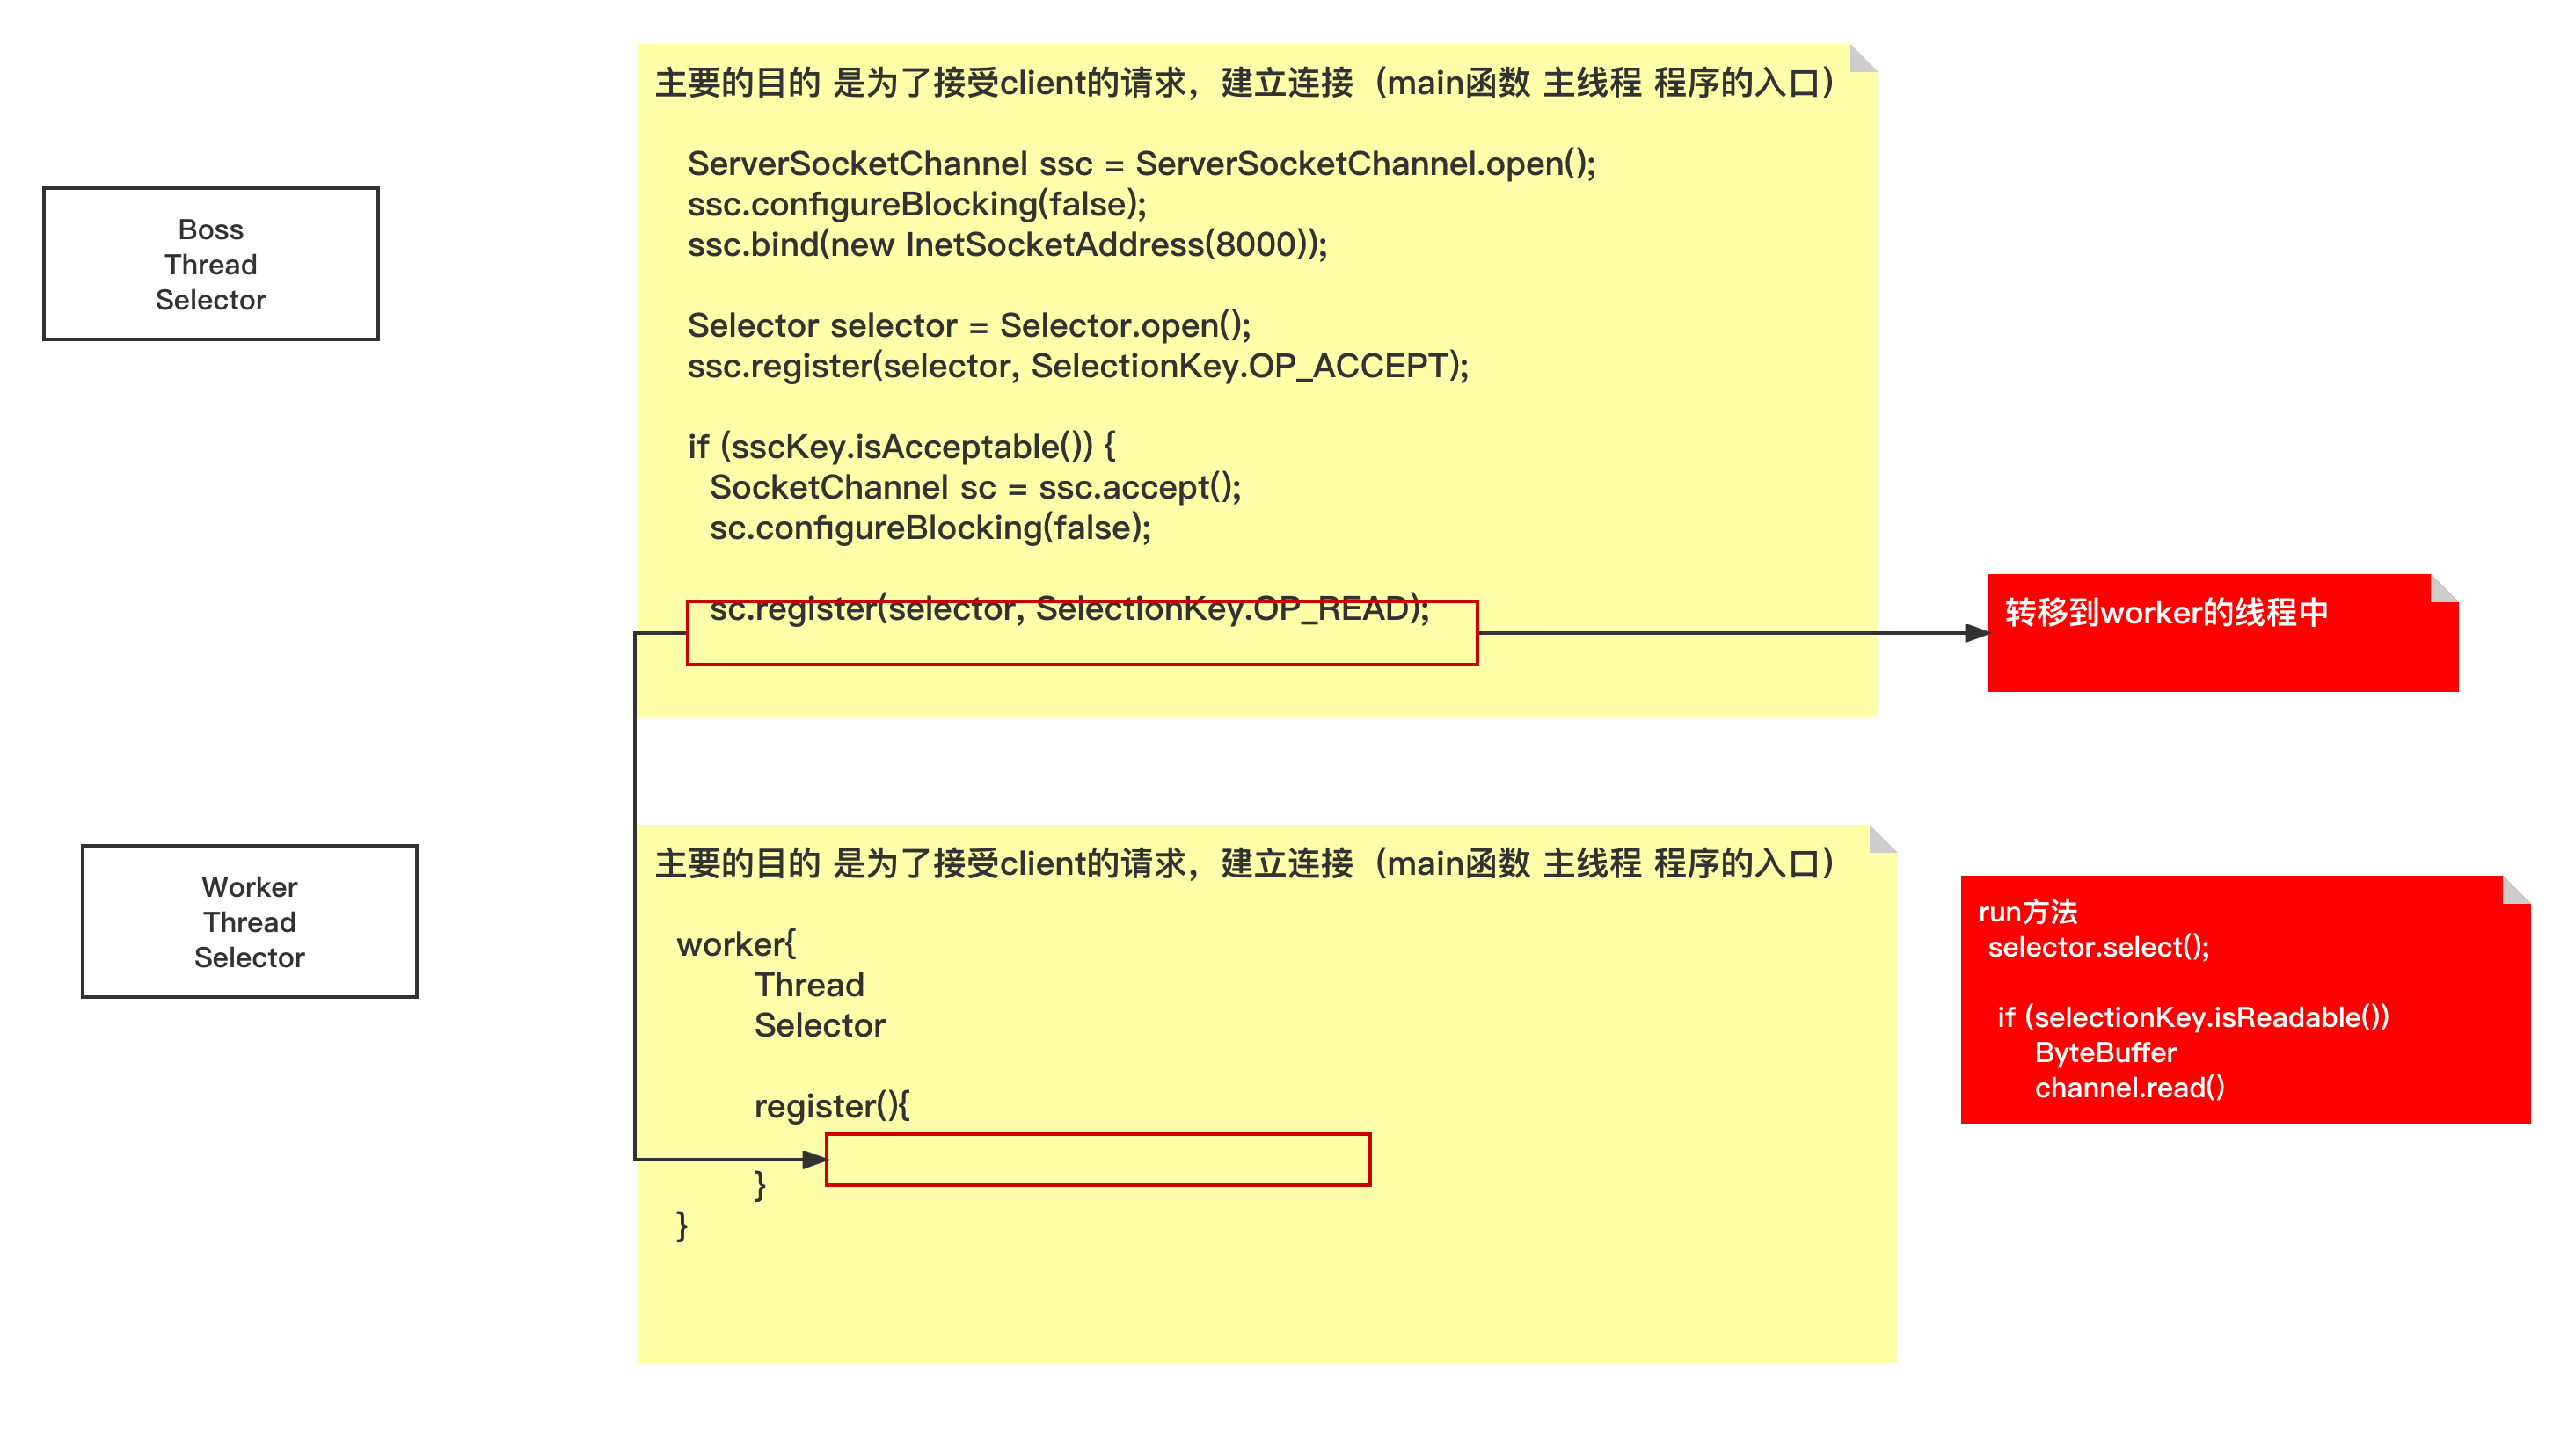 主要的目的 是为了接受client的请求，建立连接（main函数 主线程 程序的入口）
ServerSocketChannel ssc = ServerSocketChannel.open();
ssc.configureBlocking(false);
ssc.bind(new InetSocketAddress(8000));
Selector selector = Selector.open();
ssc.register(selector, SelectionKey.OP_ACCEPT);
if (sscKey.isAcceptable()) {
SocketChannel sc = ssc.accept();
sc.configureBlocking(false);
sc.register(selector, SelectionKey.OP_READ);
Boss
Thread
Selector
转移到worker的线程中
主要的目的 是为了接受client的请求，建立连接（main函数 主线程 程序的入口）
worker{
Thread
Selector
register(){
}
}
Worker
Thread
Selector
run方法
selector.select();
if (selectionKey.isReadable())
ByteBuffer
channel.read()